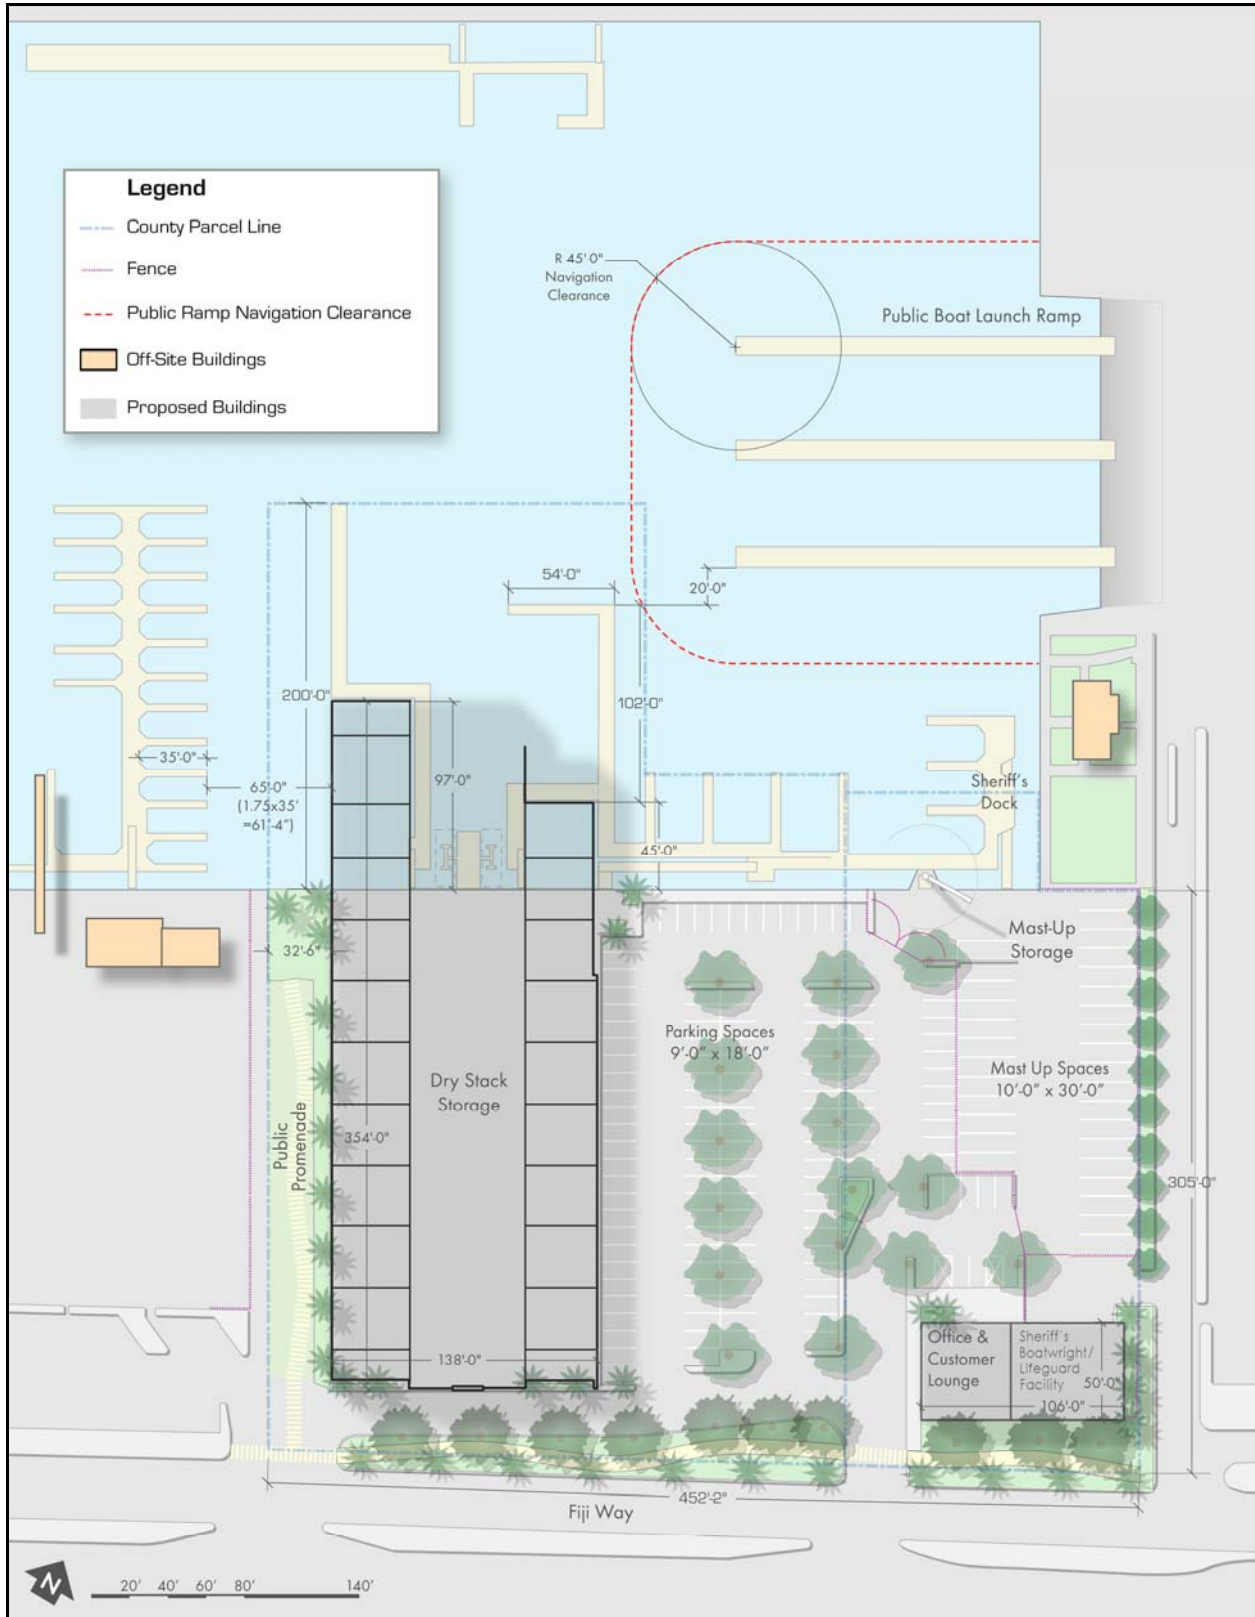 Legend
County Parcel Line
Fence
Public Ramp Navigation Clearance
Off-Site Buildings
Proposed Buildings
R 45'0"
Navigation
Clearance
Public Boat Launch Ramp
54'-0"
20'-0"
200'-0"
102'-0"
35'-0"
65'-0"
(1.75x35'
=61'-4")
97'-0"
Sheriff's
Dock
45'-0"
32'-6"
Mast-Up
Storage
Parking Spaces
9'-0" x 18'-0"
Mast Up Spaces
10'-0" x 30'-0"
Dry Stack
Storage
Public
Promenade
354'-0"
305'-0"
138'-0"
Office &
Customer
Lounge
Sheriff's
Boatwright/
Lifeguard
Facility
50'-0"
106'-0"
452'-2"
Fiji Way
N
20' 40' 60' 80' 140'